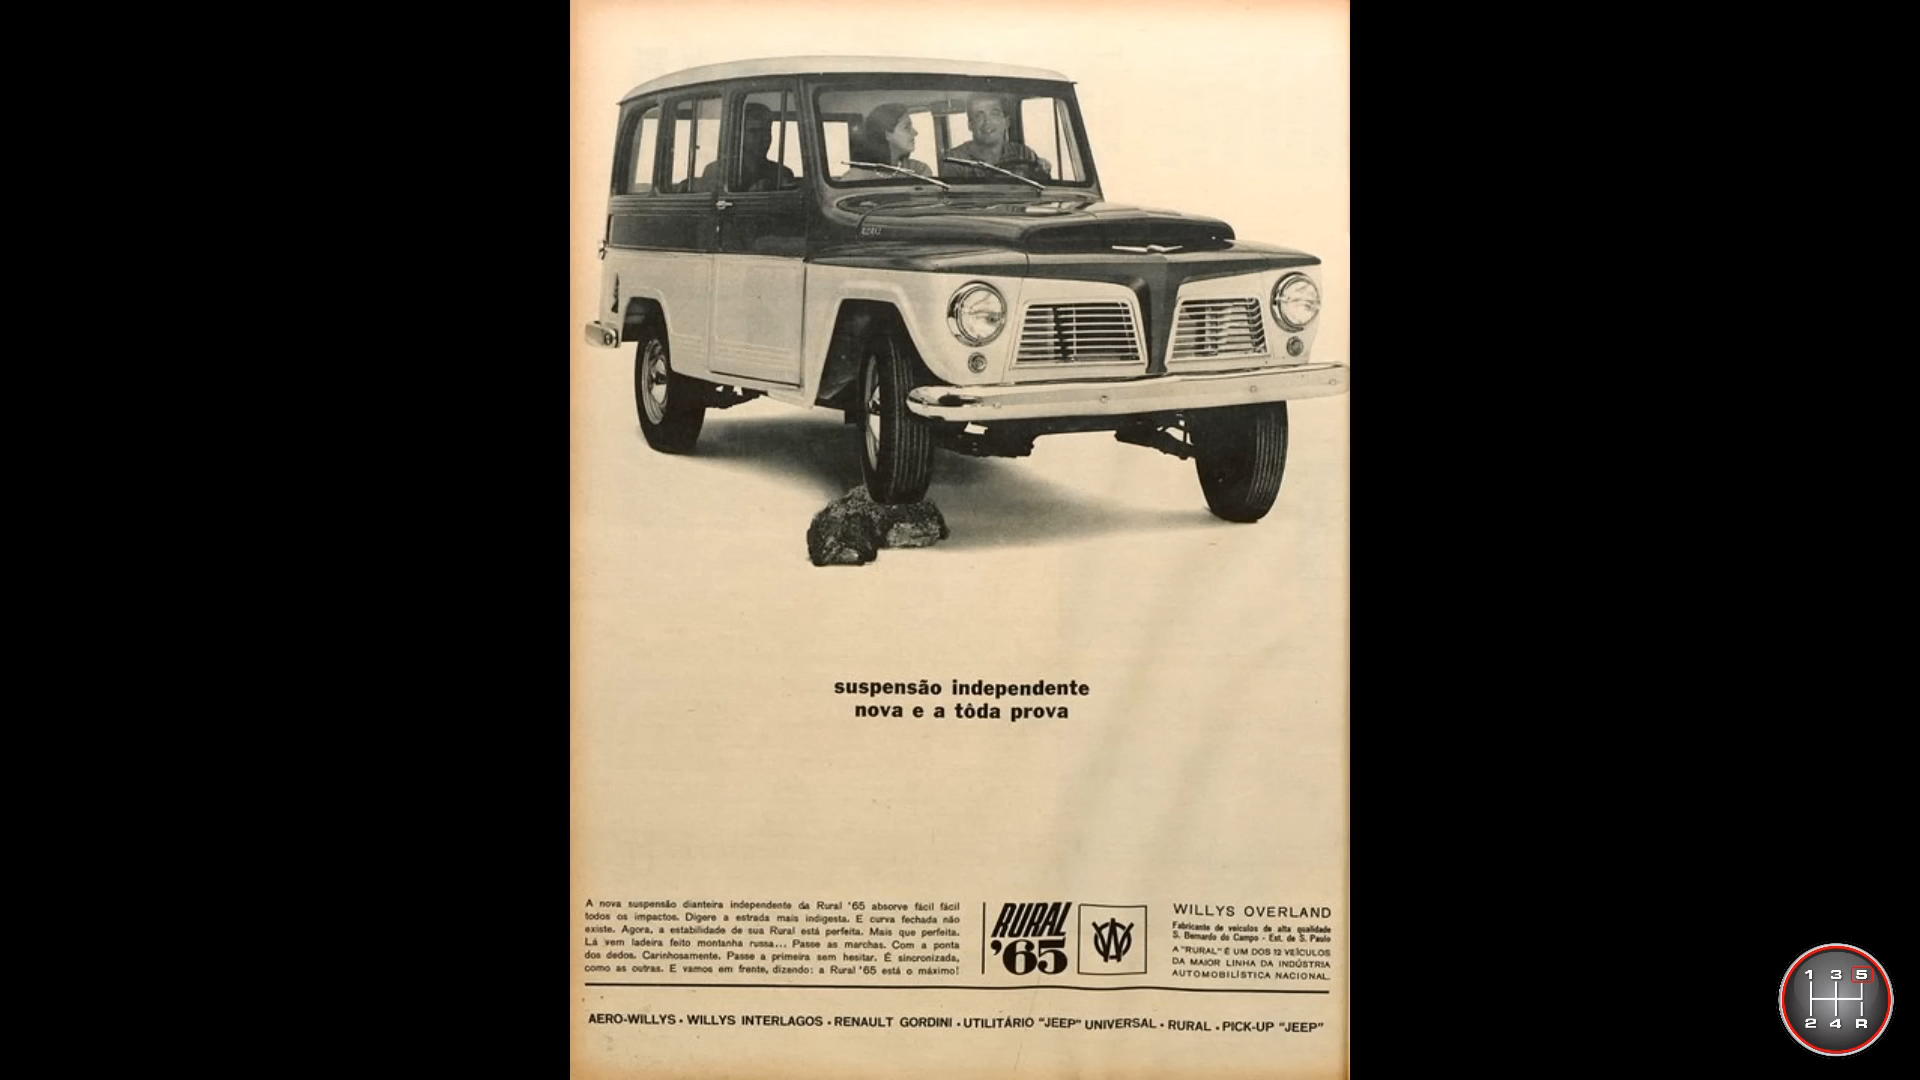 RURAL
suspensão independente
nova e a tôda prova
A nova suspensão dianteira independente da Rural '65 absorve fácil fácil
todos os impactos. Digere a estrada mais indigesta. E curva fechada não
existe. Agora, a estabilidade de sua Rural está perfeita. Mais que perfeita.
Lá vem ladeira feito montanha russa... Passe as marchas. Com a ponta
dos dedos. Carinhosamente. Passe a primeira sem hesitar. É sincronizada,
como as outras. E vamos em frente, dizendo: a Rural '65 está o máximo!
RURAL
'65
W
WILLYS OVERLAND
Fabricante de veículos de alta qualidade
S. Bernardo do Campo - Est. de S. Paulo
A "RURAL" É UM DOS 12 VEÍCULOS
DA MAIOR LINHA DA INDÚSTRIA
AUTOMOBILÍSTICA NACIONAL.
AERO-WILLYS • WILLYS INTERLAGOS • RENAULT GORDINI • UTILITÁRIO "JEEP" UNIVERSAL • RURAL • PICK-UP "JEEP"
1 3 5
2 4 R